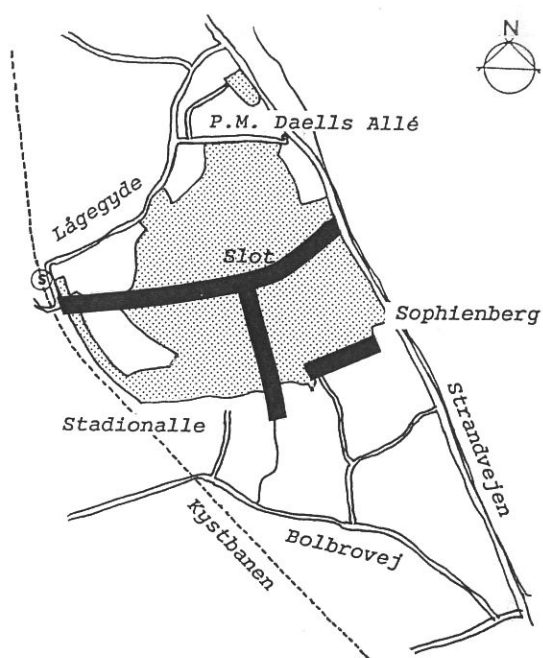 N
P.M. Daells Allé
Lågegyde
Slot
S
Sophienberg
Stadionalle
Strandvejen
Kystbanen
Bolbrovej